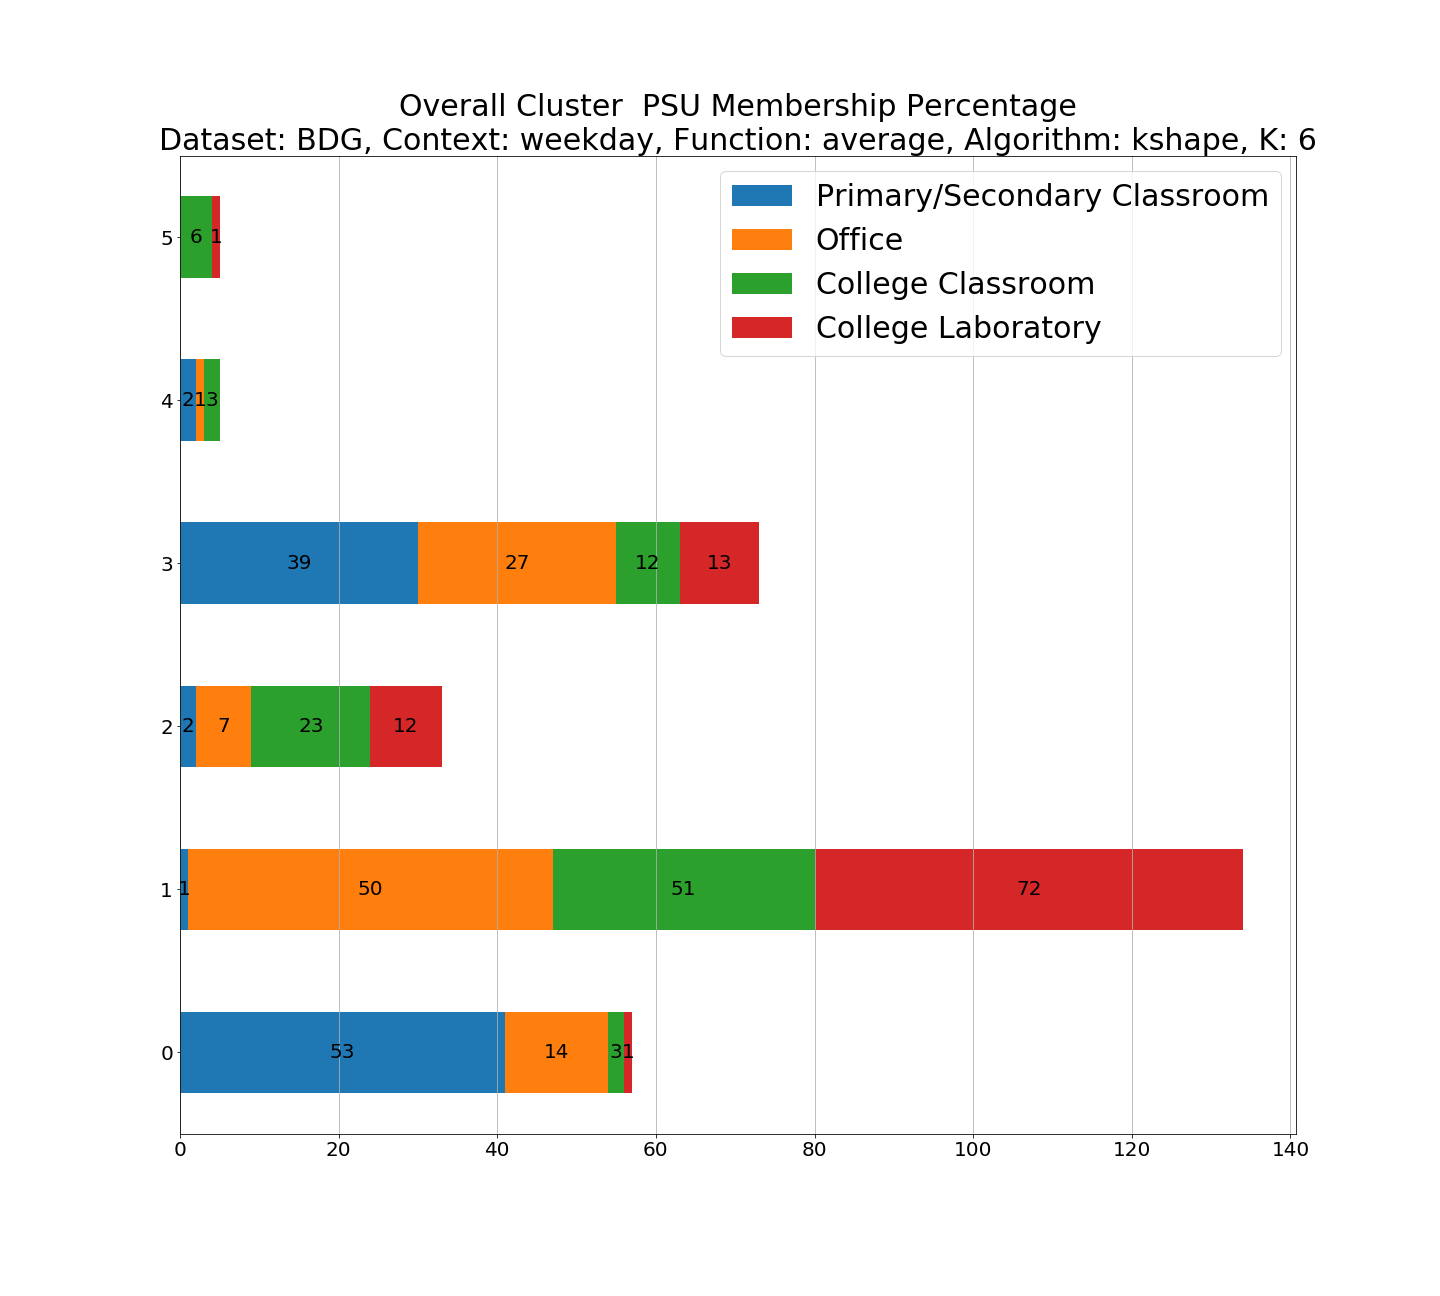 Overall Cluster  PSU Membership Percentage
Dataset: BDG, Context: weekday, Function: average, Algorithm: kshape, K: 6
Primary/Secondary Classroom
Office
College Classroom
College Laboratory
5 6 1
4 2 1 3
3 39 27 12 13
2 2 7 23 12
1 1 50 51 72
0 53 14 3 1
0 20 40 60 80 100 120 140